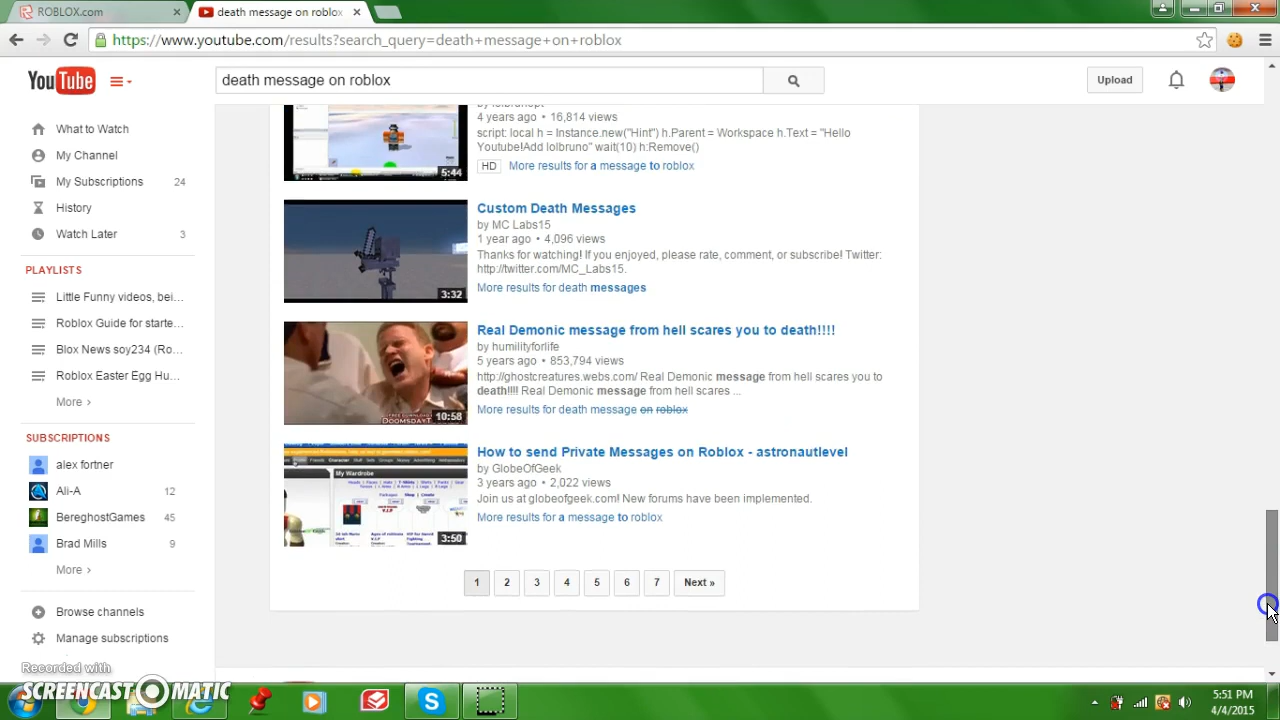 ROBLOX.com
death message on roblox
https://www.youtube.com/results?search_query=death+message+on+roblox
YouTube
death message on roblox
Upload
What to Watch
My Channel
My Subscriptions 24
History
Watch Later 3
PLAYLISTS
Little Funny videos, bei...
Roblox Guide for starte...
Blox News soy234 (Ro...
Roblox Easter Egg Hu...
More ›
SUBSCRIPTIONS
alex fortner
Ali-A 12
BereghostGames 45
Brad Mills 9
More ›
Browse channels
Manage subscriptions
4 years ago • 16,814 views
script: local h = Instance.new("Hint") h.Parent = Workspace h.Text = "Hello
Youtube!Add lolbruno" wait(10) h:Remove()
HD More results for a message to roblox
5:44
Custom Death Messages
by MC Labs15
1 year ago • 4,096 views
Thanks for watching! If you enjoyed, please rate, comment, or subscribe! Twitter:
http://twitter.com/MC_Labs15.
More results for death messages
3:32
Real Demonic message from hell scares you to death!!!!
by humilityforlife
5 years ago • 853,794 views
http://ghostcreatures.webs.com/ Real Demonic message from hell scares you to
death!!!! Real Demonic message from hell scares ...
More results for death message on roblox
10:58
How to send Private Messages on Roblox - astronautlevel
by GlobeOfGeek
3 years ago • 2,022 views
Join us at globeofgeek.com! New forums have been implemented.
More results for a message to roblox
My Wardrobe
3:50
1 2 3 4 5 6 7 Next »
Recorded with
SCREENCAST-O-MATIC
5:51 PM
4/4/2015